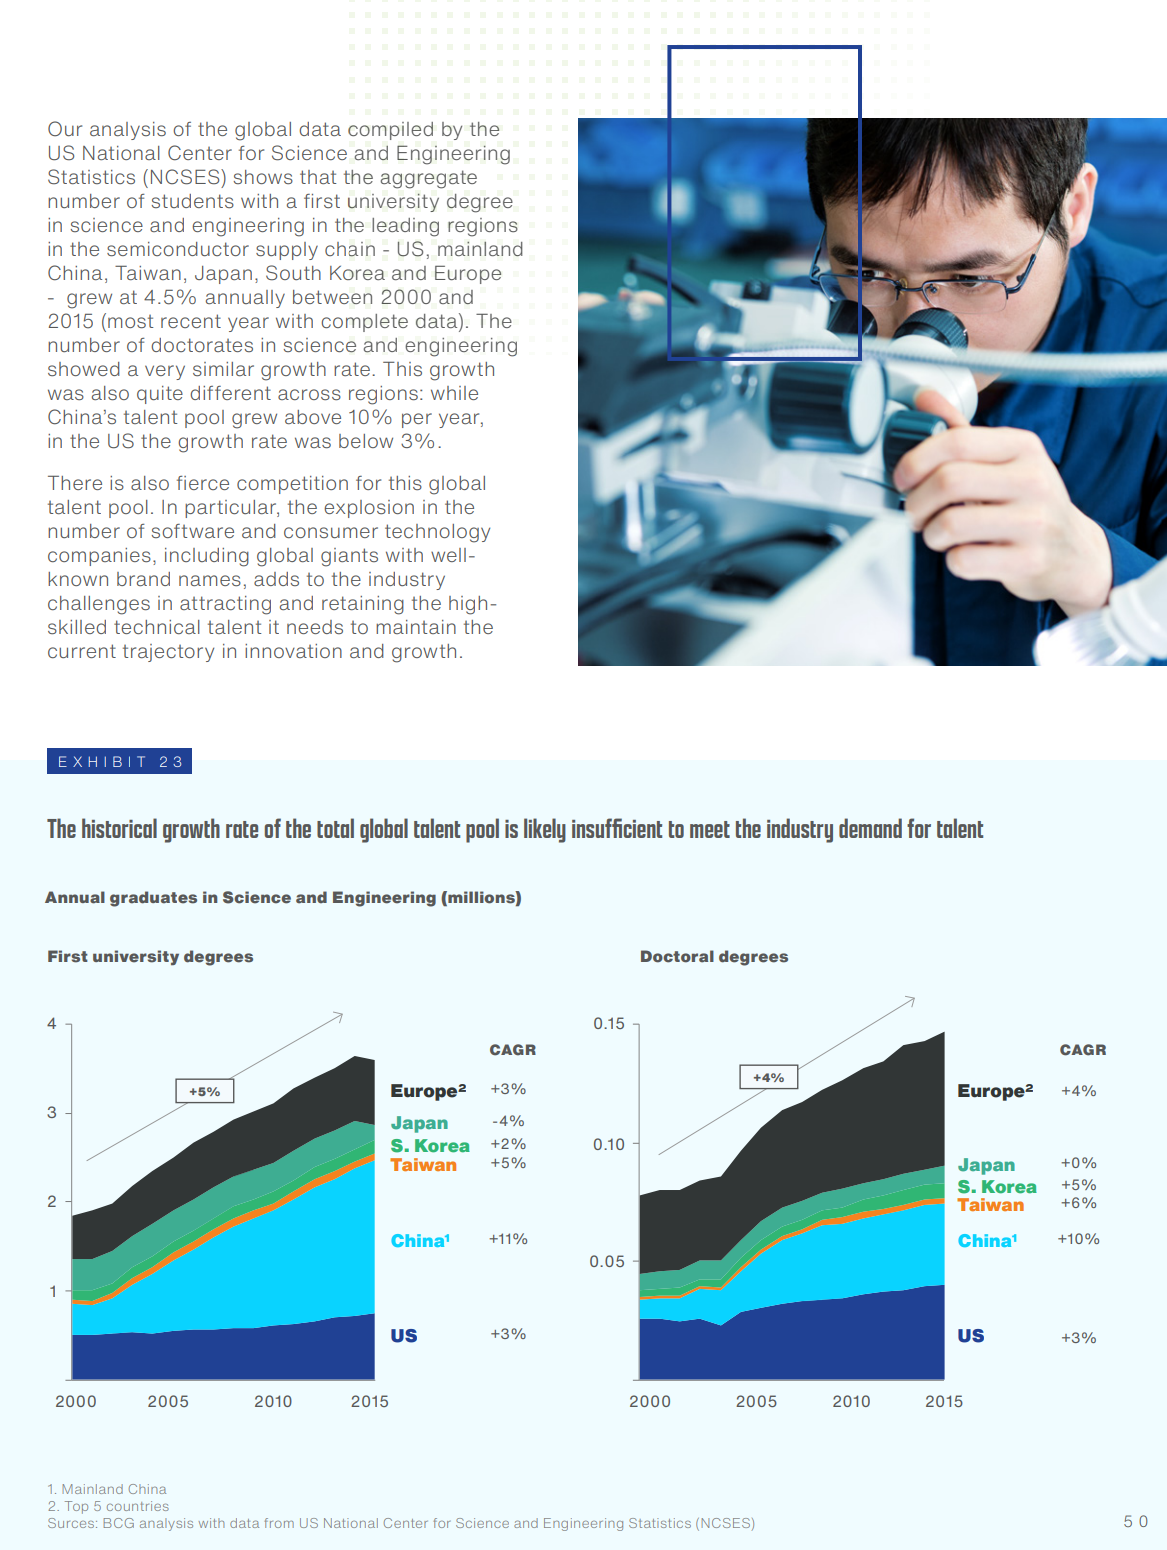 Our analysis of the global data compiled by the
US National Center for Science and Engineering
Statistics (NCSES) shows that the aggregate
number of students with a first university degree
in science and engineering in the leading regions
in the semiconductor supply chain - US, mainland
China, Taiwan, Japan, South Korea and Europe
- grew at 4.5% annually between 2000 and
2015 (most recent year with complete data). The
number of doctorates in science and engineering
showed a very similar growth rate. This growth
was also quite different across regions: while
China's talent pool grew above 10% per year,
in the US the growth rate was below 3%.
There is also fierce competition for this global
talent pool. In particular, the explosion in the
number of software and consumer technology
companies, including global giants with well-
known brand names, adds to the industry
challenges in attracting and retaining the high-
skilled technical talent it needs to maintain the
current trajectory in innovation and growth.
EXHIBIT 23
The historical growth rate of the total global talent pool is likely insufficient to meet the industry demand for talent
Annual graduates in Science and Engineering (millions)
First university degrees
4
3
2
1
+5%
CAGR
Europe² +3%
Japan -4%
S. Korea +2%
Taiwan +5%
China¹ +11%
US +3%
2000 2005 2010 2015
Doctoral degrees
0.15
0.10
0.05
+4%
CAGR
Europe² +4%
Japan +0%
S. Korea +5%
Taiwan +6%
China¹ +10%
US +3%
2000 2005 2010 2015
1. Mainland China
2. Top 5 countries
Surces: BCG analysis with data from US National Center for Science and Engineering Statistics (NCSES)
50